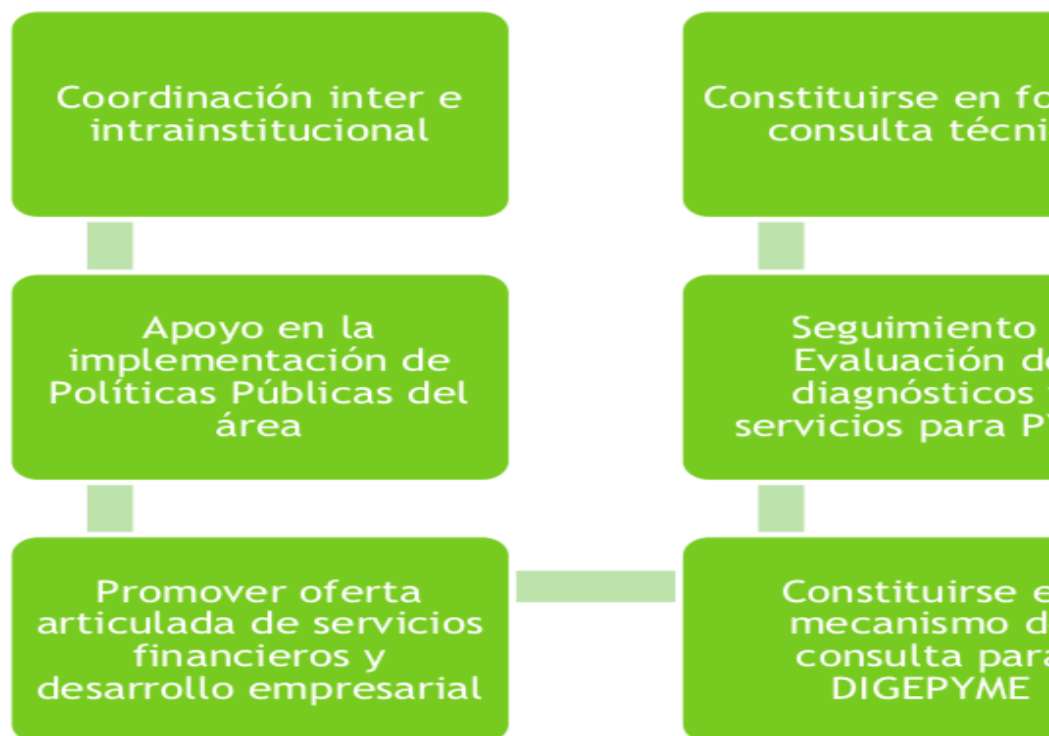 Coordinación inter e
intrainstitucional
Apoyo en la
implementación de
Políticas Públicas del
área
Promover oferta
articulada de servicios
financieros y
desarrollo empresarial
Constituirse en
consulta
Seguimiento
Evaluación
diagnósticos
servicios para
Constituirse
mecanismo
consulta
DIGEPYME